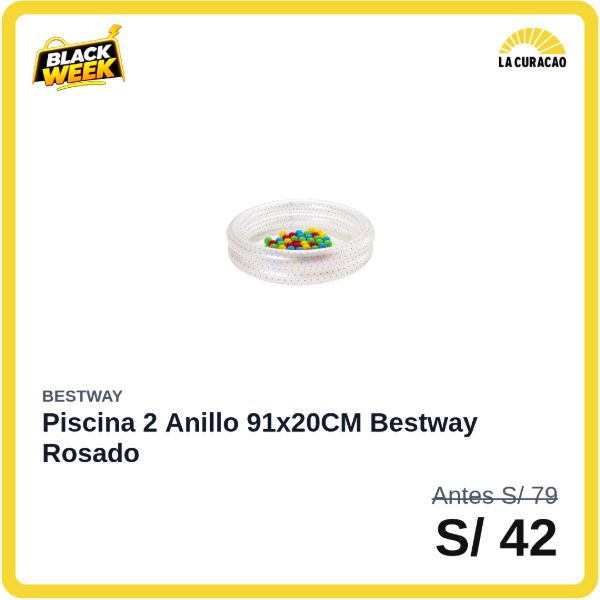 BLACK
WEEK
LA CURACAO
BESTWAY
Piscina 2 Anillo 91x20CM Bestway
Rosado
Antes S/ 79
S/ 42